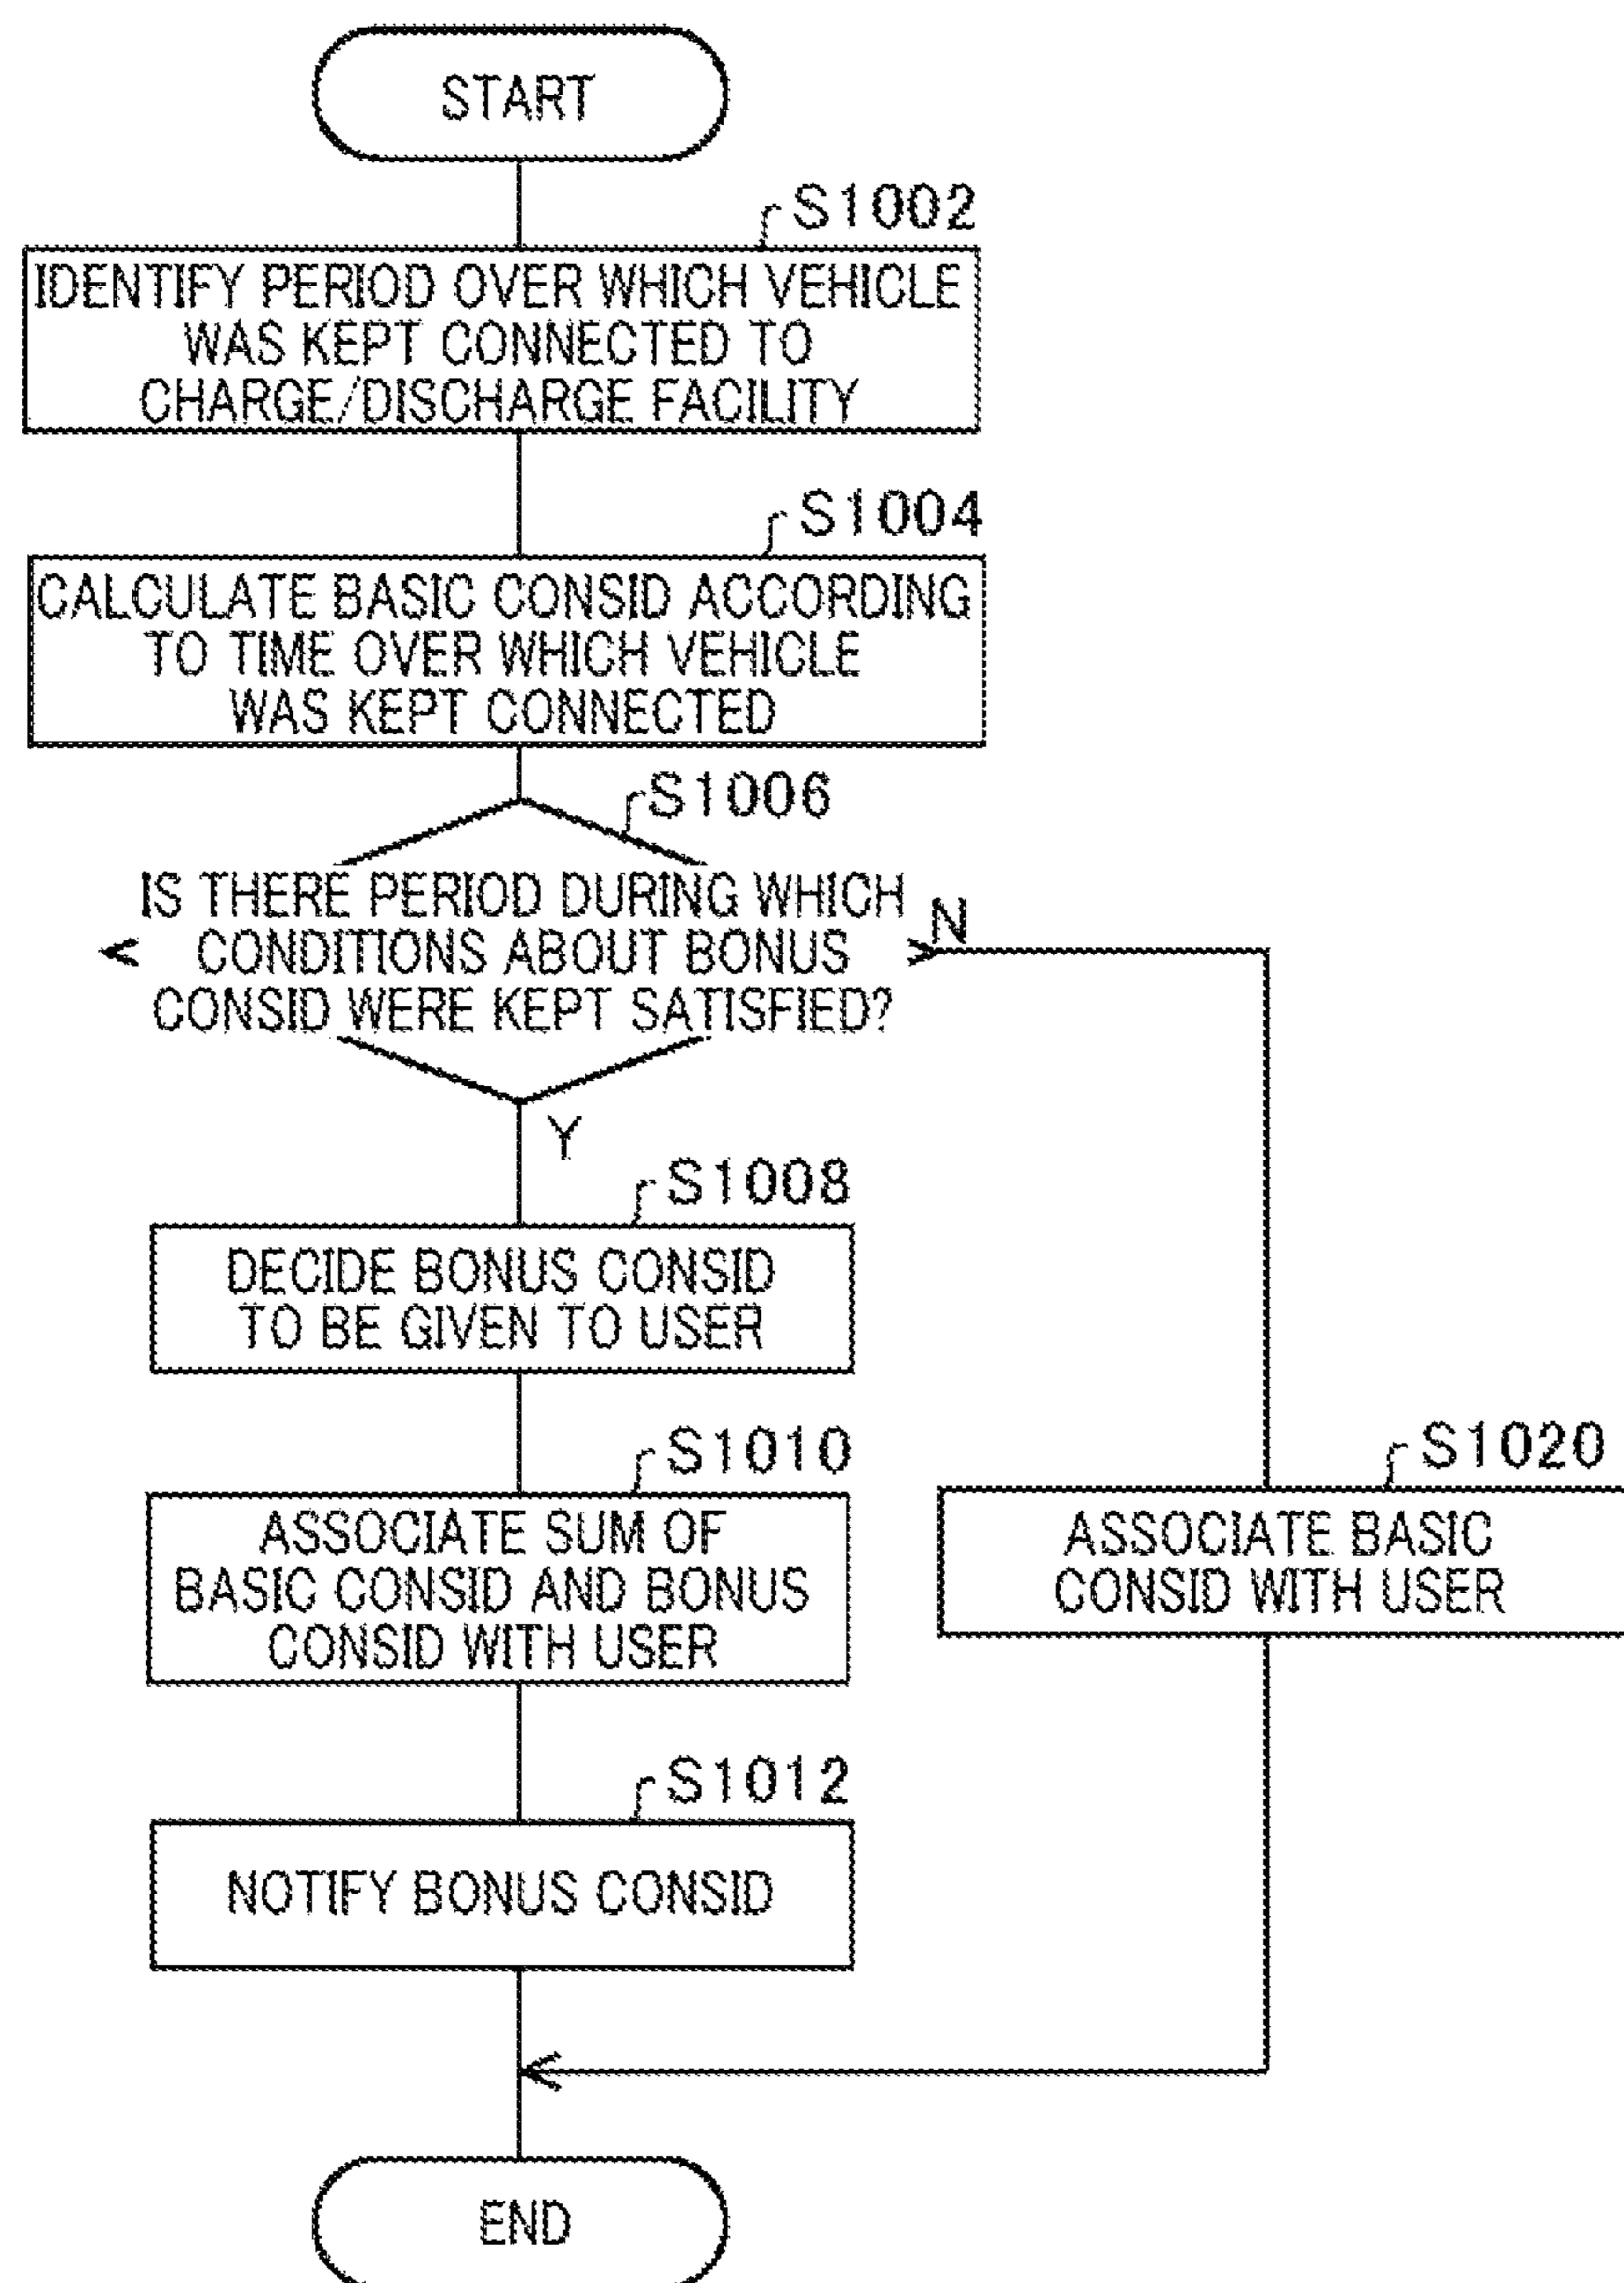 START
S1002
IDENTIFY PERIOD OVER WHICH VEHICLE
WAS KEPT CONNECTED TO
CHARGE/DISCHARGE FACILITY
S1004
CALCULATE BASIC CONSID ACCORDING
TO TIME OVER WHICH VEHICLE
WAS KEPT CONNECTED
S1006
IS THERE PERIOD DURING WHICH
CONDITIONS ABOUT BONUS
CONSID WERE KEPT SATISFIED?
N
Y
S1008
DECIDE BONUS CONSID
TO BE GIVEN TO USER
S1010
ASSOCIATE SUM OF
BASIC CONSID AND BONUS
CONSID WITH USER
S1020
ASSOCIATE BASIC
CONSID WITH USER
S1012
NOTIFY BONUS CONSID
END